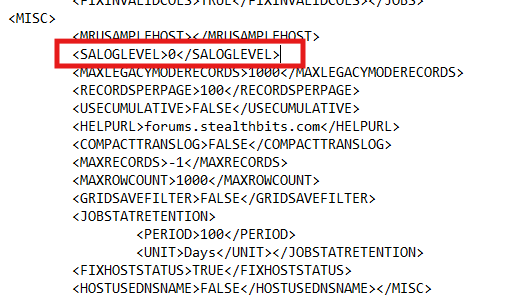 <FIXINVALIDCOLS>TRUE</FIXINVALIDCOLS></JOBS>
<MISC>
<MRUSAMPLEHOST></MRUSAMPLEHOST>
<SALOGLEVEL>0</SALOGLEVEL>
<MAXLEGACYMODERECORDS>1000</MAXLEGACYMODERECORDS>
<RECORDSPERPAGE>100</RECORDSPERPAGE>
<USECUMULATIVE>FALSE</USECUMULATIVE>
<HELPURL>forums.stealthbits.com</HELPURL>
<COMPACTTRANSLOG>FALSE</COMPACTTRANSLOG>
<MAXRECORDS>-1</MAXRECORDS>
<MAXROWCOUNT>1000</MAXROWCOUNT>
<GRIDSAVEFILTER>FALSE</GRIDSAVEFILTER>
<JOBSTATRETENTION>
<PERIOD>100</PERIOD>
<UNIT>Days</UNIT></JOBSTATRETENTION>
<FIXHOSTSTATUS>TRUE</FIXHOSTSTATUS>
<HOSTUSEDNSNAME>FALSE</HOSTUSEDNSNAME></MISC>